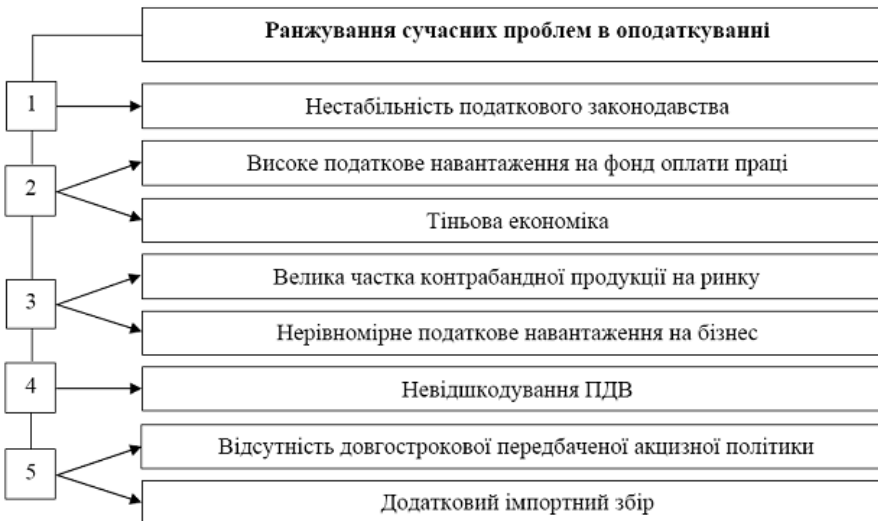 Ранжування сучасних проблем в оподаткуванні
1
Нестабільність податкового законодавства
2
Високе податкове навантаження на фонд оплати праці
Тіньова економіка
3
Велика частка контрабандної продукції на ринку
Нерівномірне податкове навантаження на бізнес
4
Невідшкодування ПДВ
5
Відсутність довгострокової передбаченої акцизної політики
Додатковий імпортний збір